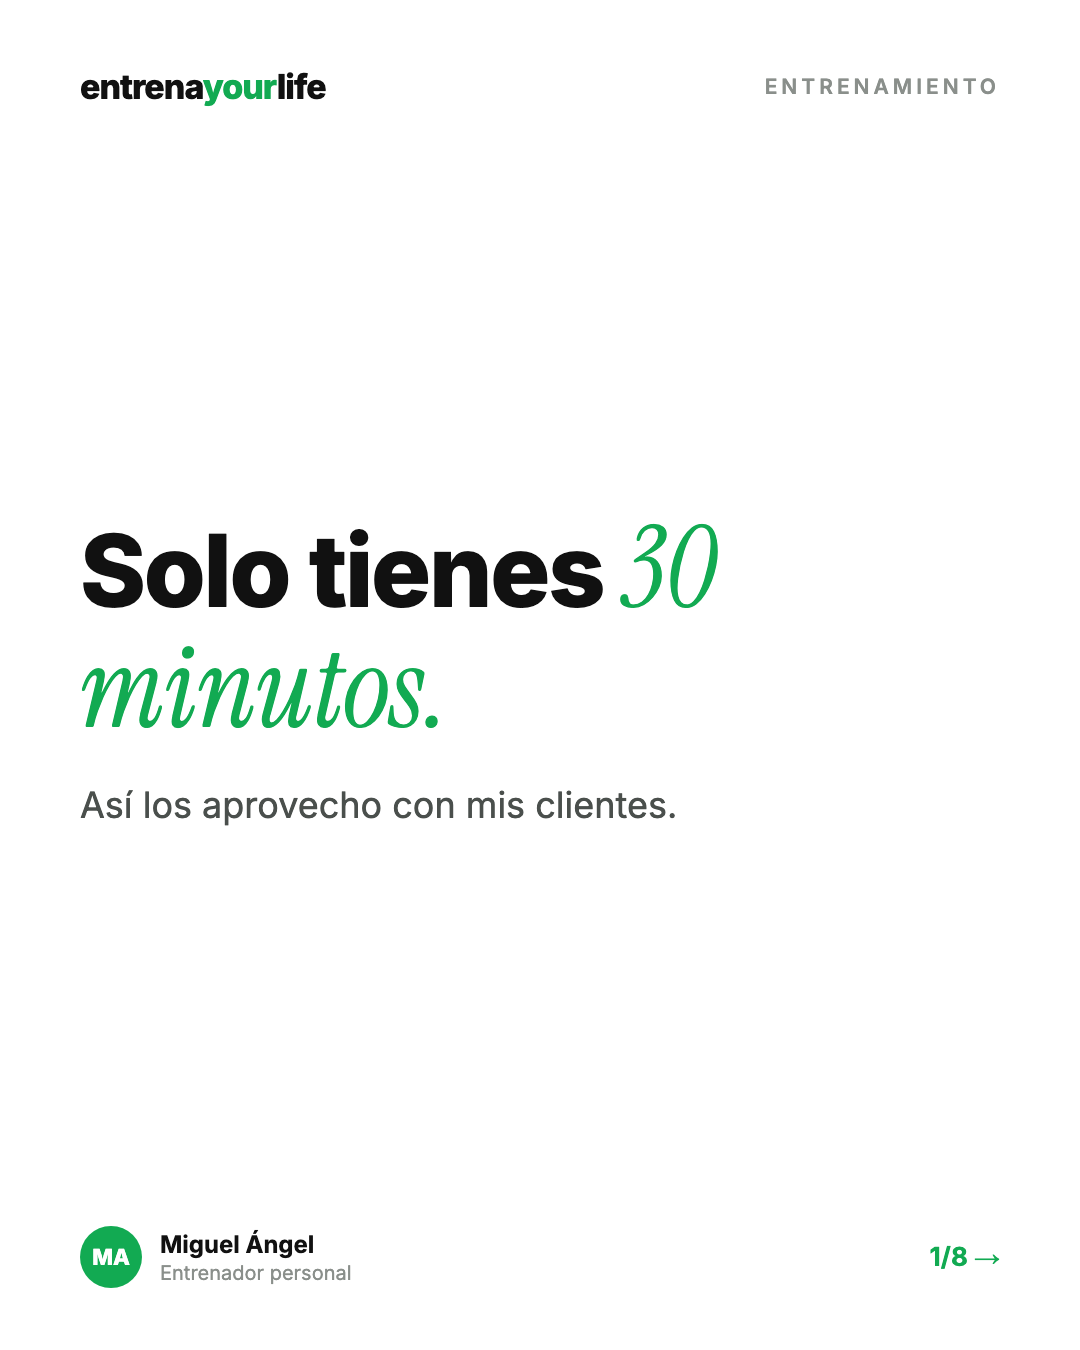 entrenayourlife
ENTRENAMIENTO
Solo tienes 30
minutos.
Así los aprovecho con mis clientes.
MA
Miguel Ángel
Entrenador personal
1/8 →